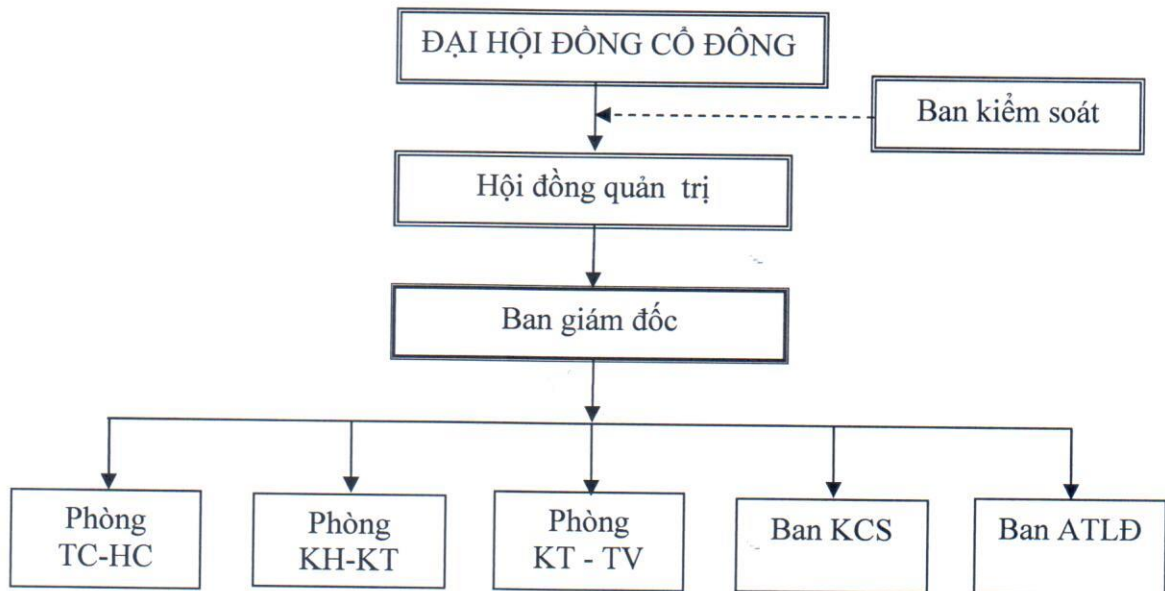 ĐẠI HỘI ĐỒNG CỔ ĐÔNG
Ban kiểm soát
Hội đồng quản trị
Ban giám đốc
Phòng
TC-HC
Phòng
KH-KT
Phòng
KT - TV
Ban KCS
Ban ATLĐ